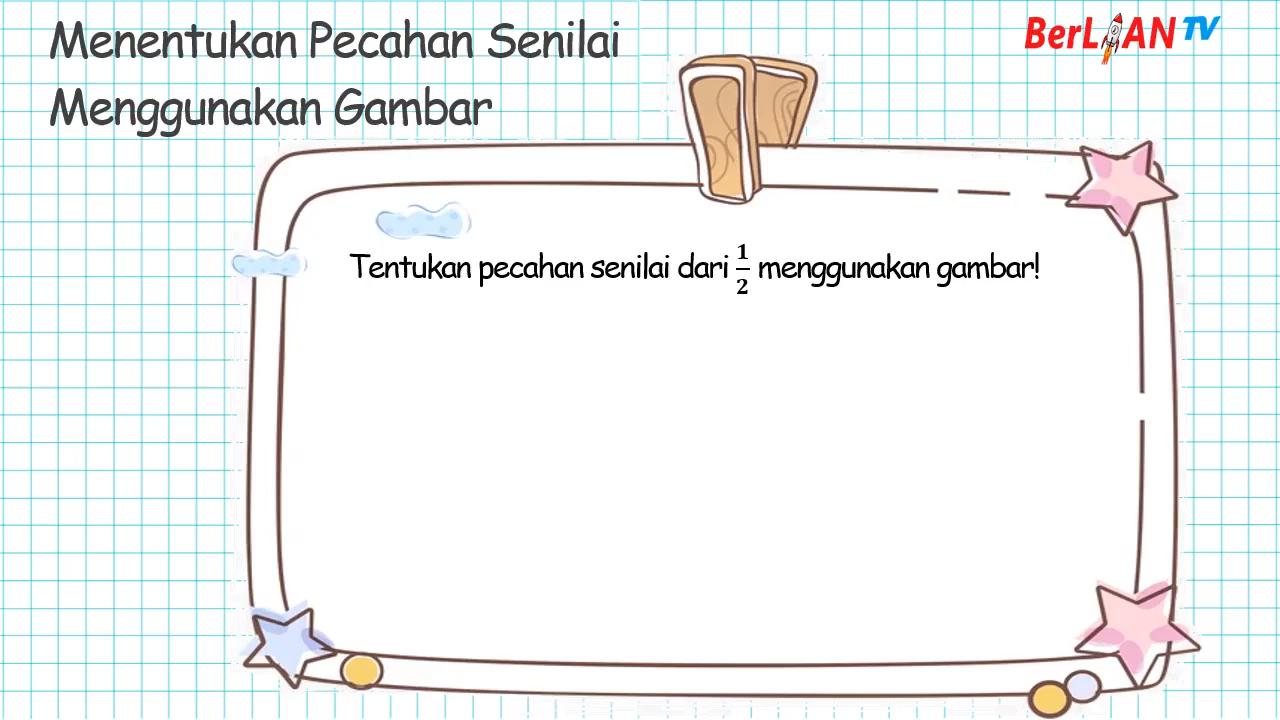 Menentukan Pecahan Senilai
Menggunakan Gambar
BerLIAN TV
Tentukan pecahan senilai dari 1/2 menggunakan gambar!